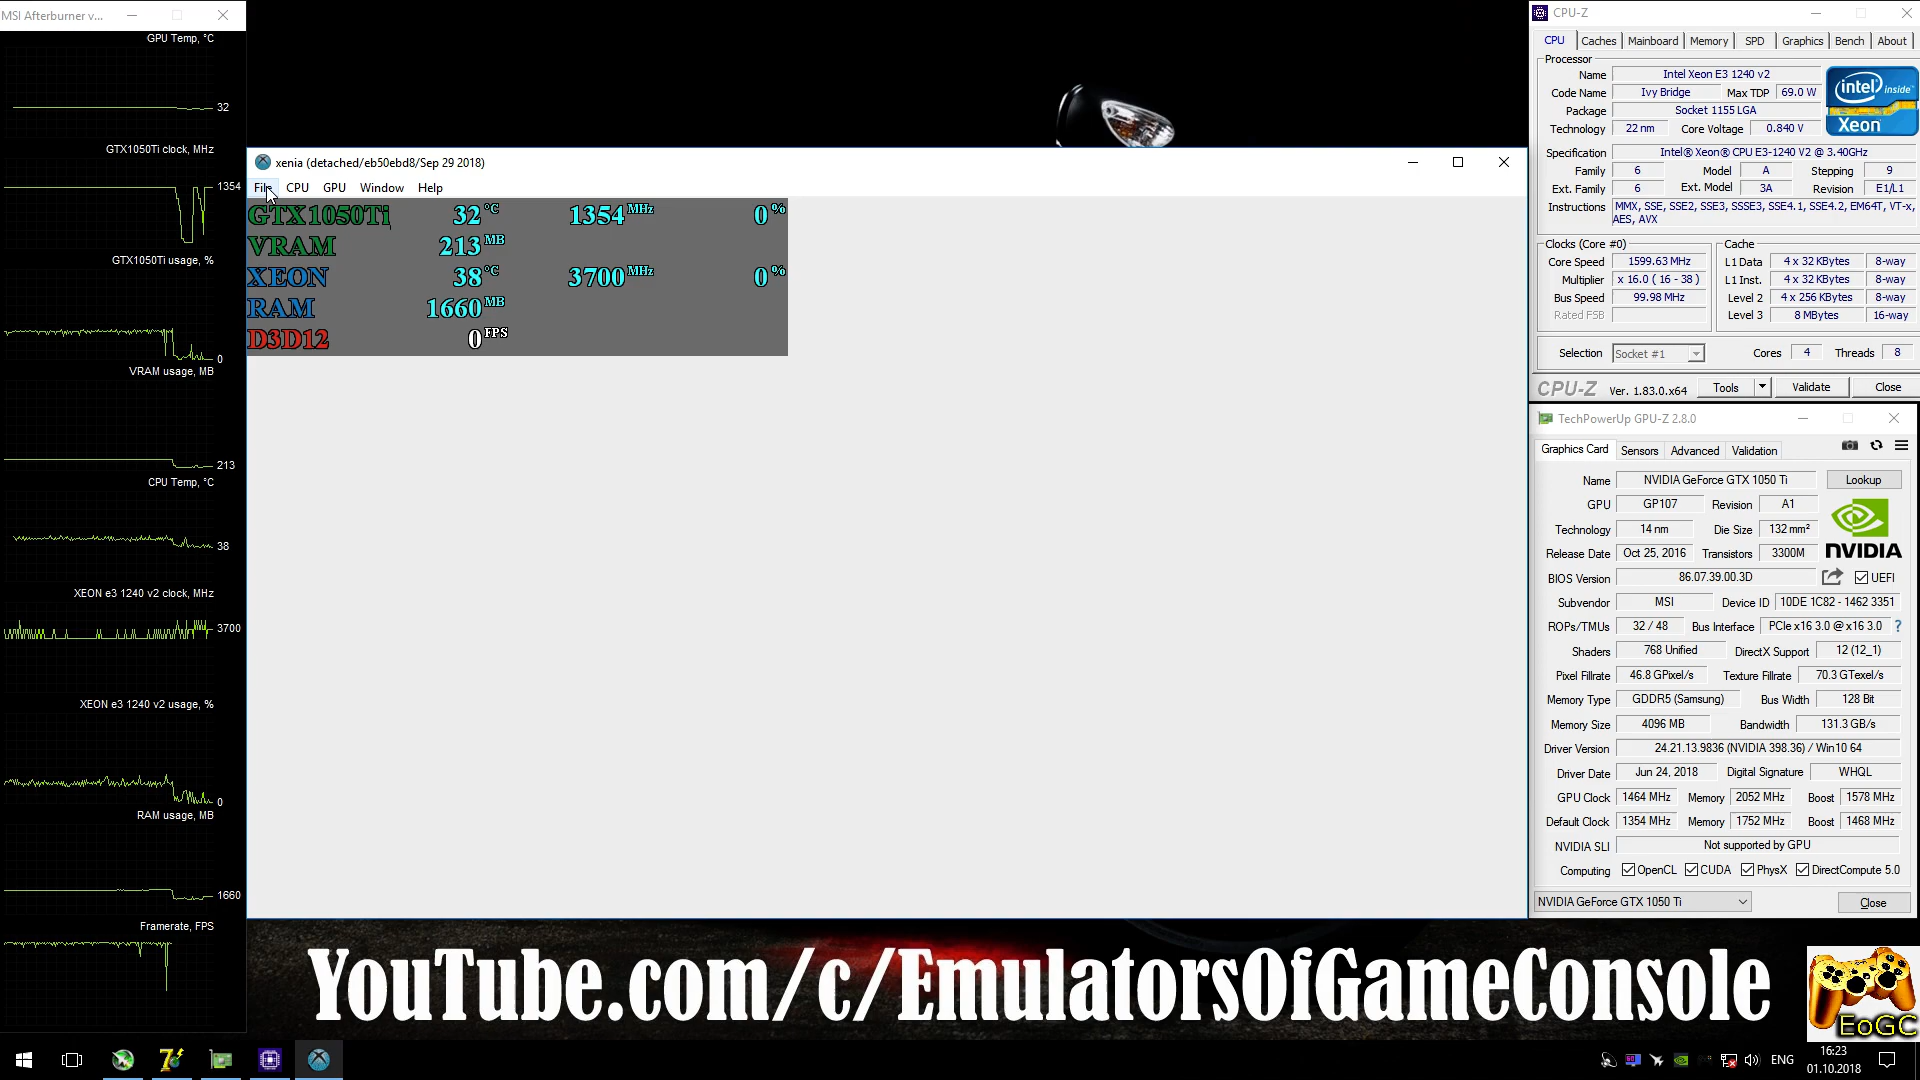 MSI Afterburner v...
GPU Temp, °C
32
GTX1050Ti clock, MHz
1354
GTX1050Ti usage, %
0
VRAM usage, MB
213
CPU Temp, °C
38
XEON e3 1240 v2 clock, MHz
3700
XEON e3 1240 v2 usage, %
0
RAM usage, MB
1660
Framerate, FPS
xenia (detached/eb50ebd8/Sep 29 2018)
File CPU GPU Window Help
GTX1050Ti 32 °C 1354 MHz 0 %
VRAM 213 MB
XEON 38 °C 3700 MHz 0 %
RAM 1660 MB
D3D12 0 FPS
CPU-Z
CPU Caches Mainboard Memory SPD Graphics Bench About
Processor
Name Intel Xeon E3 1240 v2
Code Name Ivy Bridge Max TDP 69.0 W
Package Socket 1155 LGA
Technology 22 nm Core Voltage 0.840 V
intel inside™
Xeon
Specification Intel® Xeon® CPU E3-1240 V2 @ 3.40GHz
Family 6 Model A Stepping 9
Ext. Family 6 Ext. Model 3A Revision E1/L1
Instructions MMX, SSE, SSE2, SSE3, SSSE3, SSE4.1, SSE4.2, EM64T, VT-x,
AES, AVX
Clocks (Core #0)
Core Speed 1599.63 MHz
Multiplier x 16.0 ( 16 - 38 )
Bus Speed 99.98 MHz
Rated FSB
Cache
L1 Data 4 x 32 KBytes 8-way
L1 Inst. 4 x 32 KBytes 8-way
Level 2 4 x 256 KBytes 8-way
Level 3 8 MBytes 16-way
Selection Socket #1 Cores 4 Threads 8
CPU-Z Ver. 1.83.0.x64 Tools Validate Close
TechPowerUp GPU-Z 2.8.0
Graphics Card Sensors Advanced Validation
Name NVIDIA GeForce GTX 1050 Ti Lookup
GPU GP107 Revision A1
Technology 14 nm Die Size 132 mm²
Release Date Oct 25, 2016 Transistors 3300M
NVIDIA
BIOS Version 86.07.39.00.3D UEFI
Subvendor MSI Device ID 10DE 1C82 - 1462 3351
ROPs/TMUs 32 / 48 Bus Interface PCIe x16 3.0 @ x16 3.0 ?
Shaders 768 Unified DirectX Support 12 (12_1)
Pixel Fillrate 46.8 GPixel/s Texture Fillrate 70.3 GTexel/s
Memory Type GDDR5 (Samsung) Bus Width 128 Bit
Memory Size 4096 MB Bandwidth 131.3 GB/s
Driver Version 24.21.13.9836 (NVIDIA 398.36) / Win10 64
Driver Date Jun 24, 2018 Digital Signature WHQL
GPU Clock 1464 MHz Memory 2052 MHz Boost 1578 MHz
Default Clock 1354 MHz Memory 1752 MHz Boost 1468 MHz
NVIDIA SLI Not supported by GPU
Computing OpenCL CUDA PhysX DirectCompute 5.0
NVIDIA GeForce GTX 1050 Ti Close
YouTube.com/c/EmulatorsOfGameConsole
EoGC
ENG 16:23
01.10.2018